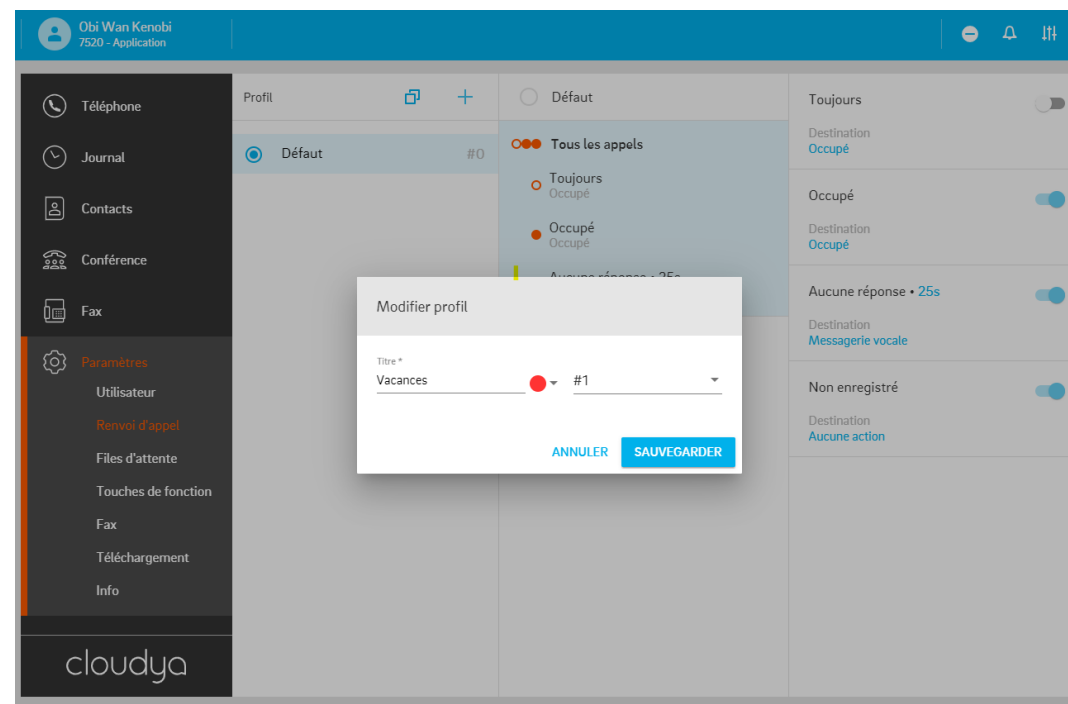 Obi Wan Kenobi
7520 - Application
Téléphone
Journal
Contacts
Conférence
Fax
Paramètres
Utilisateur
Renvoi d'appel
Files d'attente
Touches de fonction
Fax
Téléchargement
Info
cloudya
Profil
Défaut #0
Défaut
Tous les appels
Toujours
Occupé
Occupé
Occupé
Aucune réponse • 25s
Modifier profil
Titre *
Vacances
#1
ANNULER SAUVEGARDER
Toujours
Destination
Occupé
Occupé
Destination
Occupé
Aucune réponse • 25s
Destination
Messagerie vocale
Non enregistré
Destination
Aucune action